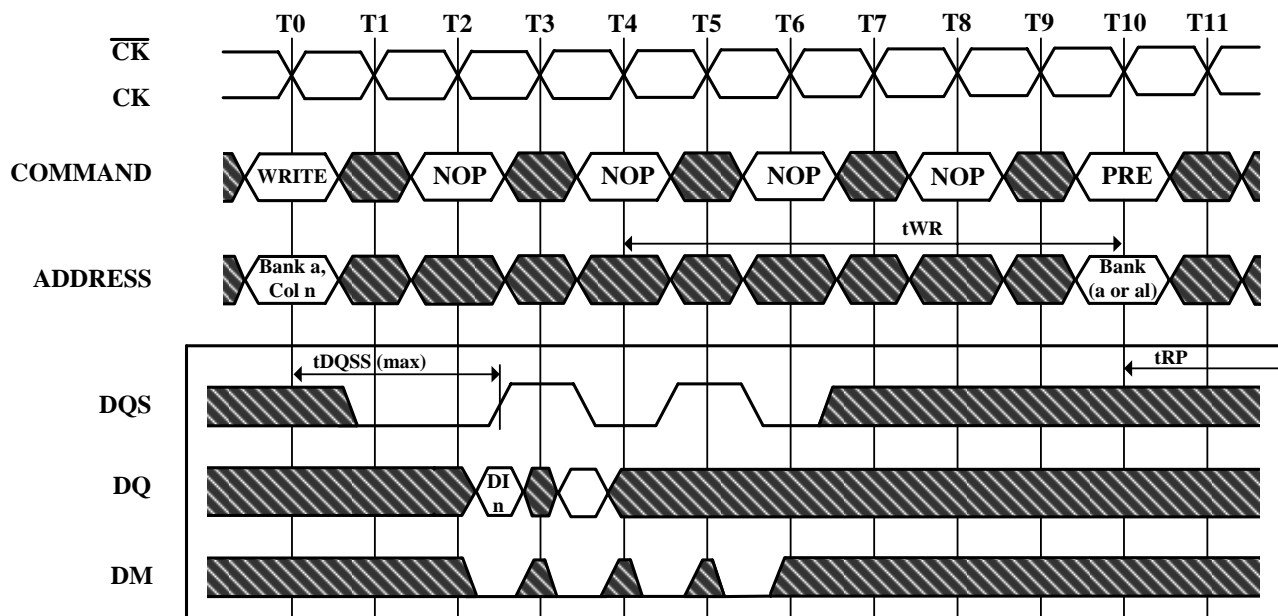 T0 T1 T2 T3 T4 T5 T6 T7 T8 T9 T10 T11
CK
CK
COMMAND WRITE NOP NOP NOP NOP PRE
tWR
ADDRESS Bank a, Bank
Col n (a or al)
tDQSS (max) tRP
DQS
DQ DI
n
DM